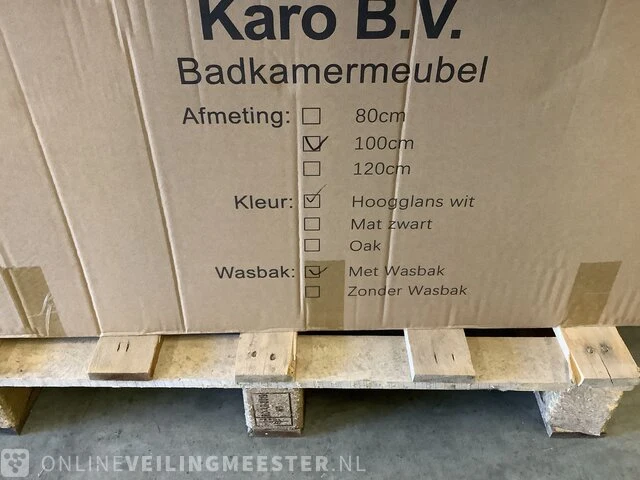 Karo B.V.
Badkamermeubel
Afmeting: 80cm
100cm
120cm
Kleur: Hoogglans wit
Mat zwart
Oak
Wasbak: Met Wasbak
Zonder Wasbak
ONLINEVEILINGMEESTER.NL